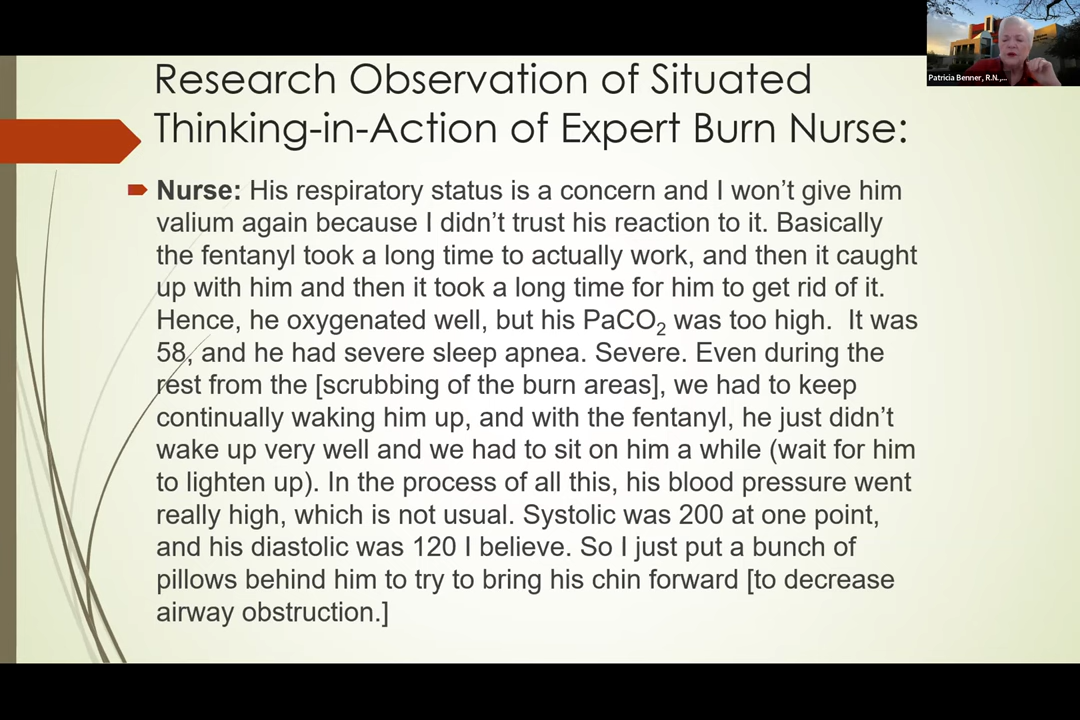 Patricia Benner, R.N.,...
Research Observation of Situated
Thinking-in-Action of Expert Burn Nurse:
Nurse: His respiratory status is a concern and I won’t give him
valium again because I didn’t trust his reaction to it. Basically
the fentanyl took a long time to actually work, and then it caught
up with him and then it took a long time for him to get rid of it.
Hence, he oxygenated well, but his PaCO₂ was too high.  It was
58, and he had severe sleep apnea. Severe. Even during the
rest from the [scrubbing of the burn areas], we had to keep
continually waking him up, and with the fentanyl, he just didn’t
wake up very well and we had to sit on him a while (wait for him
to lighten up). In the process of all this, his blood pressure went
really high, which is not usual. Systolic was 200 at one point,
and his diastolic was 120 I believe. So I just put a bunch of
pillows behind him to try to bring his chin forward [to decrease
airway obstruction.]